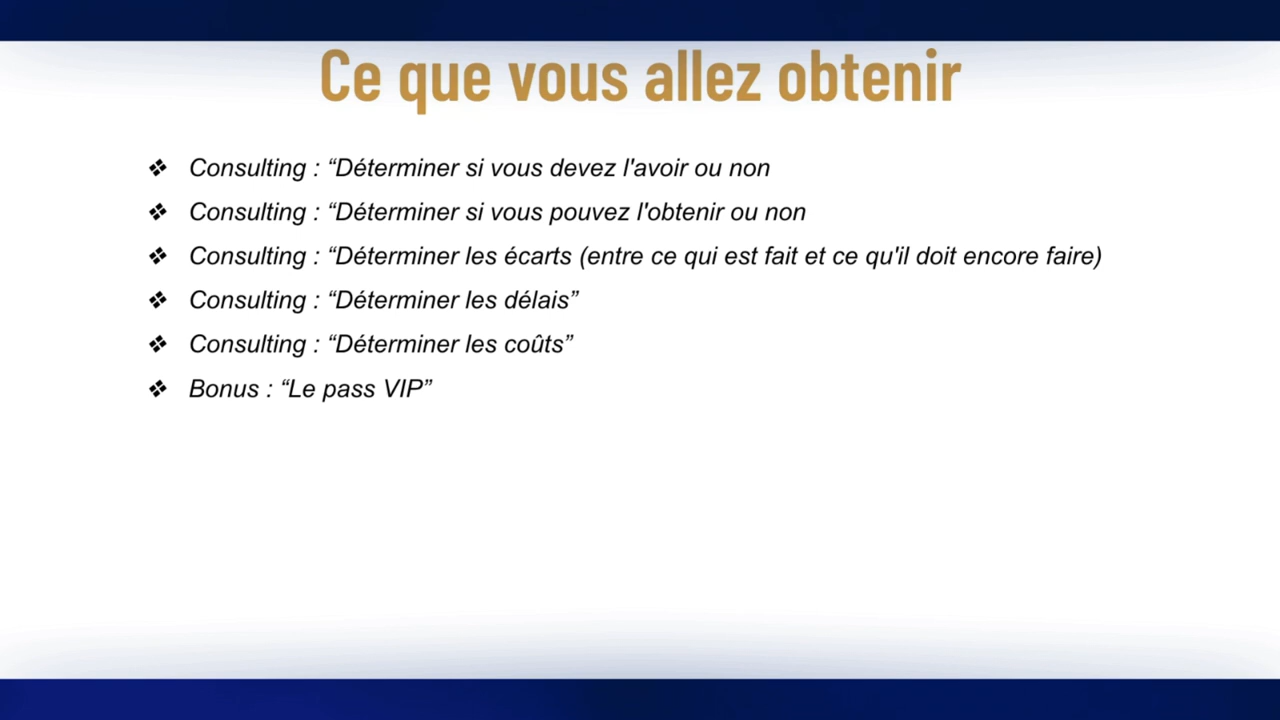 Ce que vous allez obtenir
❖ Consulting : “Déterminer si vous devez l'avoir ou non
❖ Consulting : “Déterminer si vous pouvez l'obtenir ou non
❖ Consulting : “Déterminer les écarts (entre ce qui est fait et ce qu'il doit encore faire)
❖ Consulting : “Déterminer les délais”
❖ Consulting : “Déterminer les coûts”
❖ Bonus : “Le pass VIP”